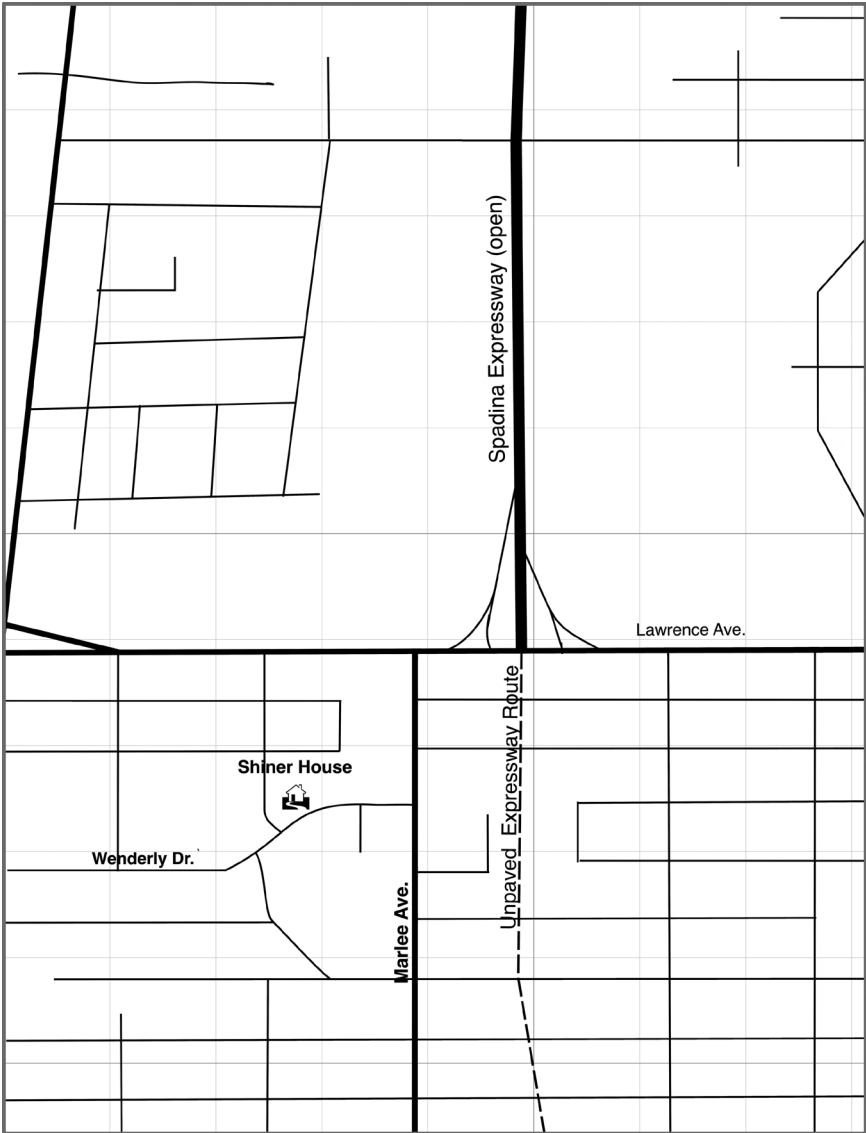 Spadina Expressway (open)
Lawrence Ave.
Unpaved Expressway Route
Shiner House
Wenderly Dr.`
Marlee Ave.